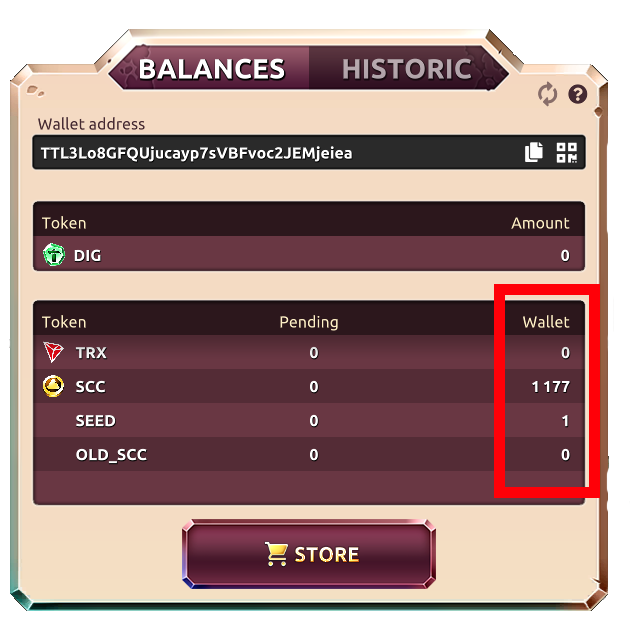 BALANCES HISTORIC
?
Wallet address
TTL3Lo8GFQUjucayp7sVBFvoc2JEMjeiea
Token Amount
DIG 0
Token Pending Wallet
TRX 0 0
SCC 0 1 177
SEED 0 1
OLD_SCC 0 0
STORE